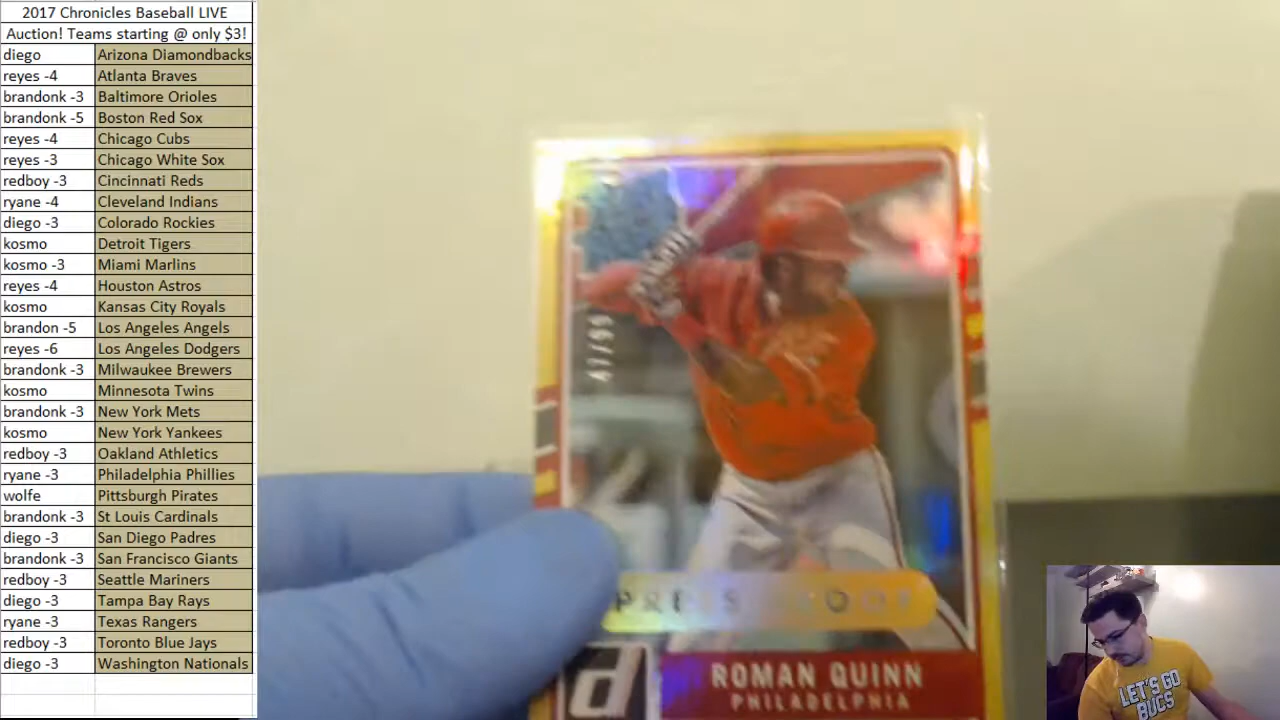 2017 Chronicles Baseball LIVE
Auction! Teams starting @ only $3!
diego Arizona Diamondbacks
reyes -4 Atlanta Braves
brandonk -3 Baltimore Orioles
brandonk -5 Boston Red Sox
reyes -4 Chicago Cubs
reyes -3 Chicago White Sox
redboy -3 Cincinnati Reds
ryane -4 Cleveland Indians
diego -3 Colorado Rockies
kosmo Detroit Tigers
kosmo -3 Miami Marlins
reyes -4 Houston Astros
kosmo Kansas City Royals
brandon -5 Los Angeles Angels
reyes -6 Los Angeles Dodgers
brandonk -3 Milwaukee Brewers
kosmo Minnesota Twins
brandonk -3 New York Mets
kosmo New York Yankees
redboy -3 Oakland Athletics
ryane -3 Philadelphia Phillies
wolfe Pittsburgh Pirates
brandonk -3 St Louis Cardinals
diego -3 San Diego Padres
brandonk -3 San Francisco Giants
redboy -3 Seattle Mariners
diego -3 Tampa Bay Rays
ryane -3 Texas Rangers
redboy -3 Toronto Blue Jays
diego -3 Washington Nationals
47/99
PRESS PROOF
d
ROMAN QUINN
PHILADELPHIA
LET'S GO
BUCS